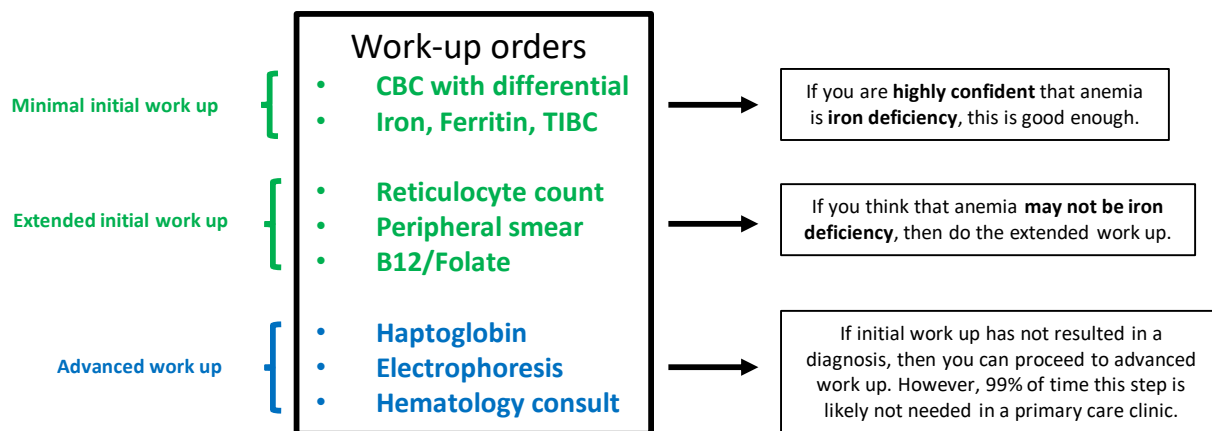 Work-up orders
Minimal initial work up
• CBC with differential
• Iron, Ferritin, TIBC
If you are highly confident that anemia
is iron deficiency, this is good enough.
Extended initial work up
• Reticulocyte count
• Peripheral smear
• B12/Folate
If you think that anemia may not be iron
deficiency, then do the extended work up.
Advanced work up
• Haptoglobin
• Electrophoresis
• Hematology consult
If initial work up has not resulted in a
diagnosis, then you can proceed to advanced
work up. However, 99% of time this step is
likely not needed in a primary care clinic.